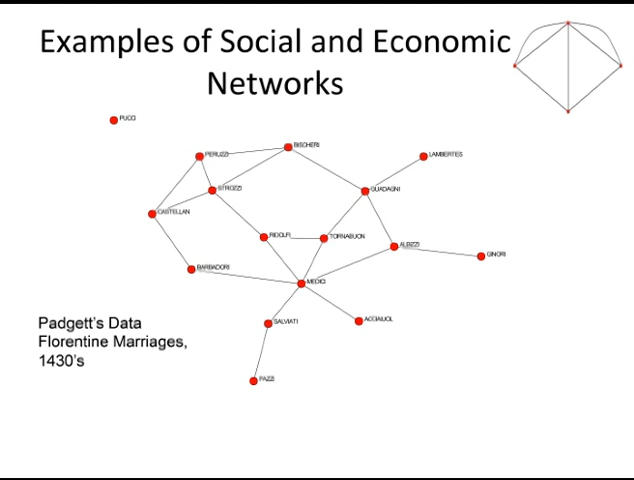 Examples of Social and Economic
Networks
PUCCI
BISCHERI
PERUZZI
LAMBERTES
STROZZI
GUADAGNI
CASTELLAN
RIDOLFI
TORNABUON
ALBIZZI
GINORI
BARBADORI
MEDICI
SALVIATI
ACCIAIUOL
Padgett's Data
Florentine Marriages,
1430's
PAZZI